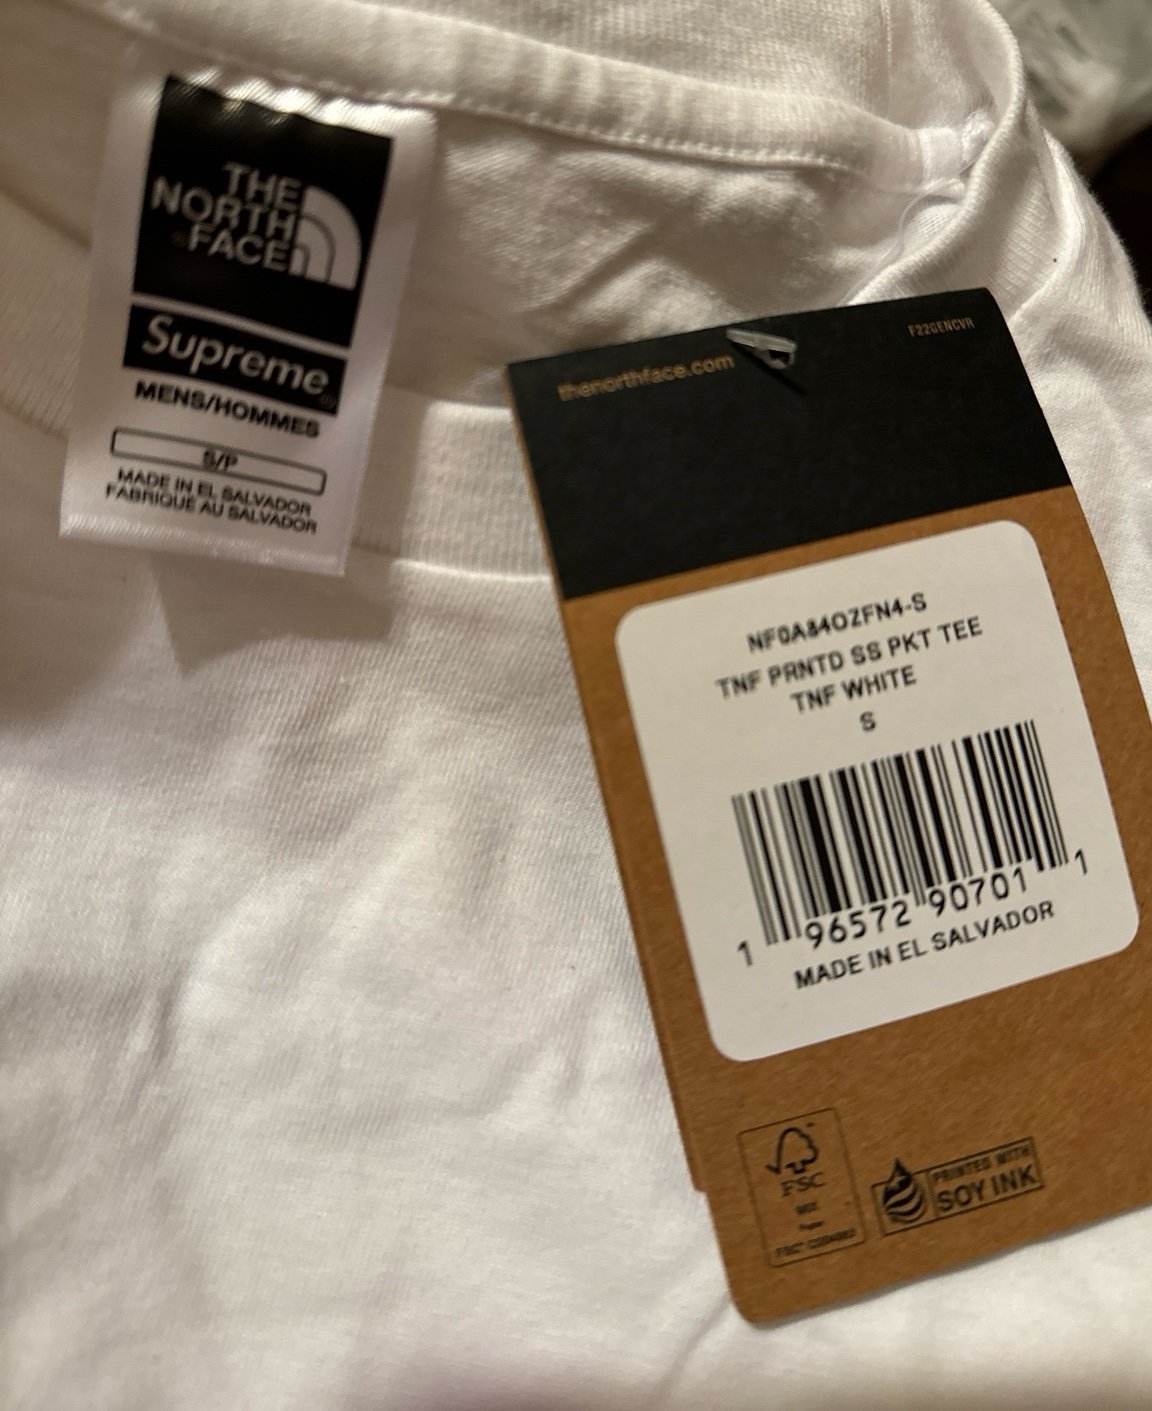 THE
NORTH
FACE
Supreme
MENS/HOMMES
S/P
MADE IN EL SALVADOR
FABRIQUÉ AU SALVADOR
thenorthface.com
F22GENCVR
NF0A84OZFN4-S
TNF PRNTD SS PKT TEE
TNF WHITE
S
1 96572 90701 1
MADE IN EL SALVADOR
FSC
PRINTED WITH
SOY INK